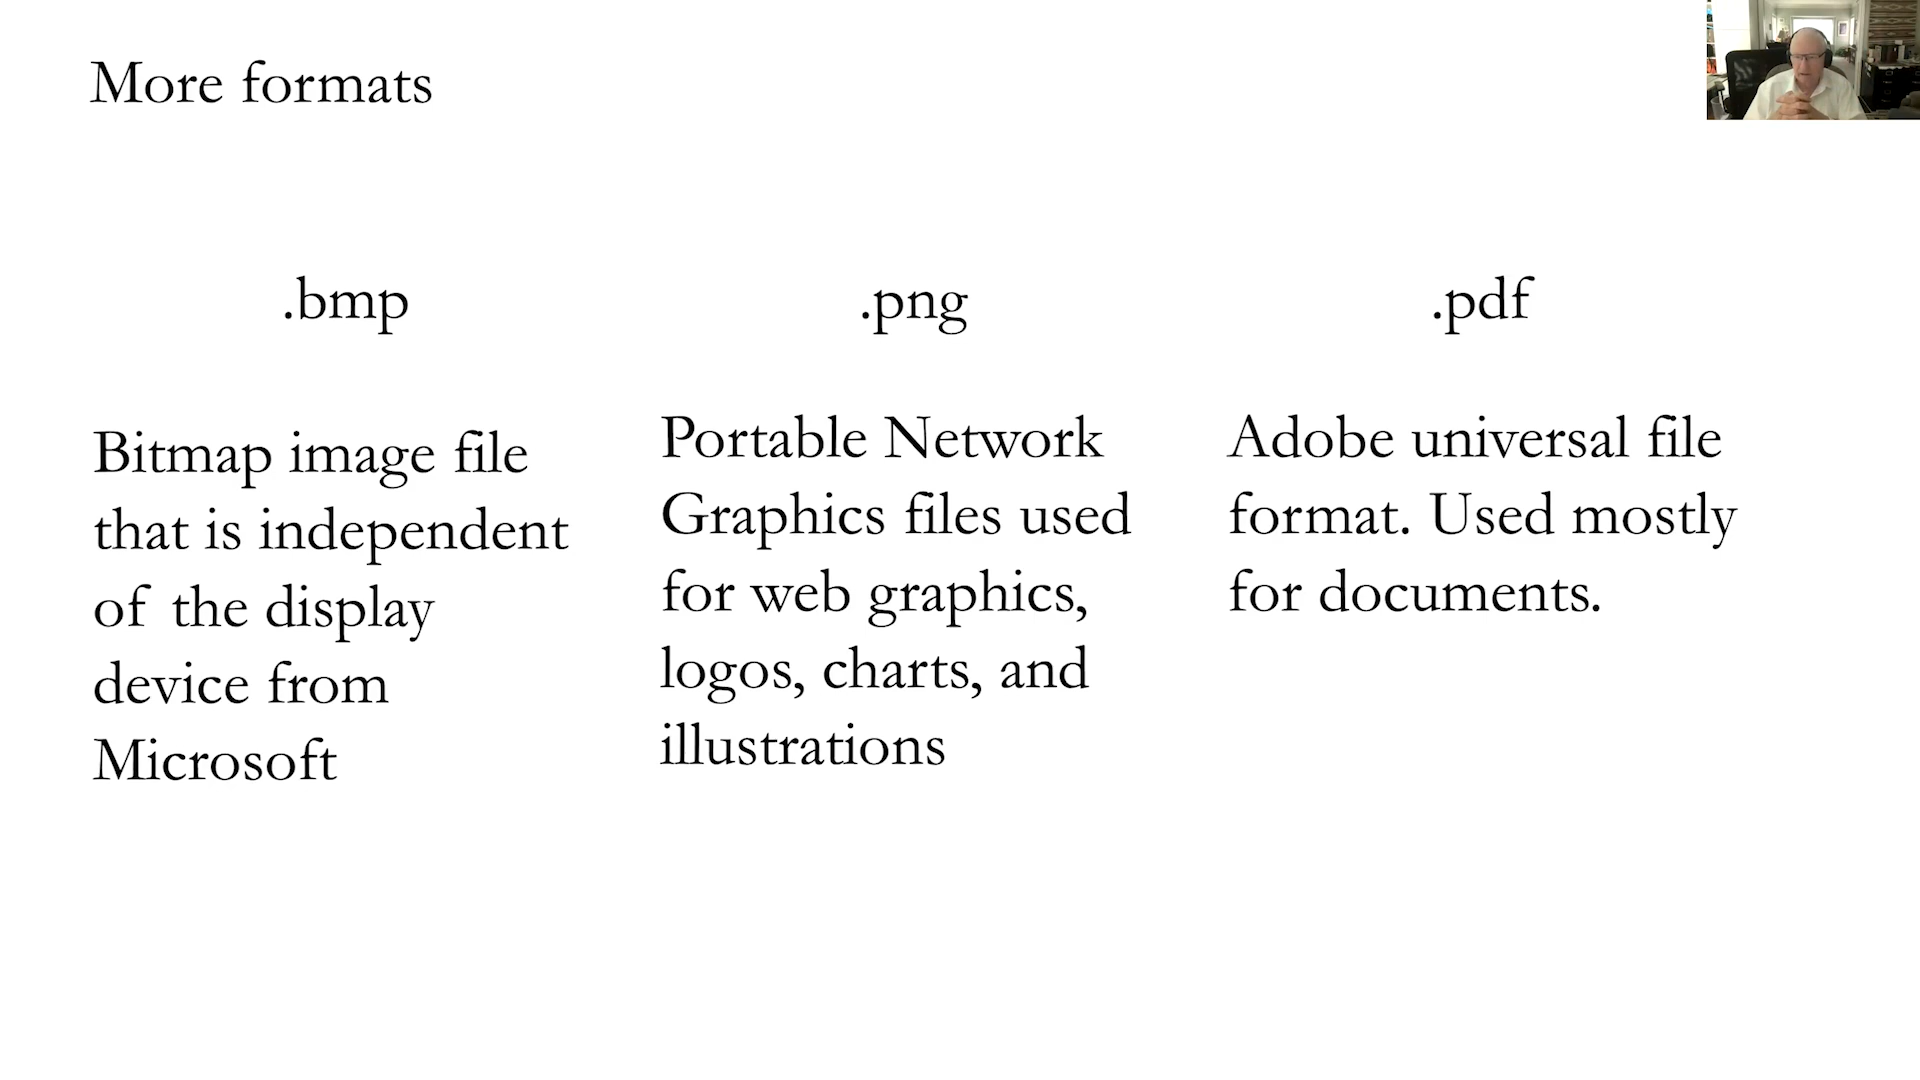 More formats
.bmp
Bitmap image file
that is independent
of the display
device from
Microsoft
.png
Portable Network
Graphics files used
for web graphics,
logos, charts, and
illustrations
.pdf
Adobe universal file
format. Used mostly
for documents.